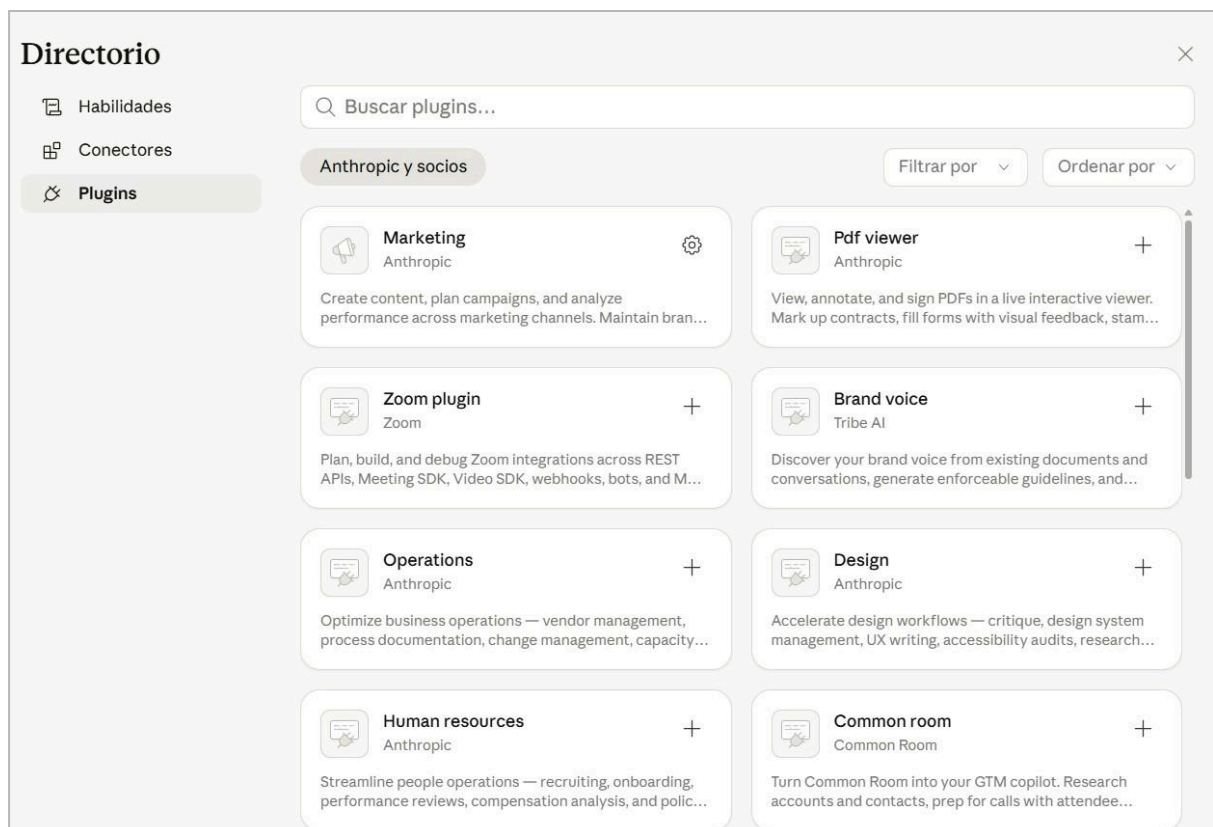 Directorio
Habilidades
Conectores
Plugins
Buscar plugins...
Anthropic y socios
Filtrar por
Ordenar por
Marketing
Anthropic
Create content, plan campaigns, and analyze
performance across marketing channels. Maintain bran...
Pdf viewer
Anthropic
View, annotate, and sign PDFs in a live interactive viewer.
Mark up contracts, fill forms with visual feedback, stam...
Zoom plugin
Zoom
Plan, build, and debug Zoom integrations across REST
APIs, Meeting SDK, Video SDK, webhooks, bots, and M...
Brand voice
Tribe AI
Discover your brand voice from existing documents and
conversations, generate enforceable guidelines, and...
Operations
Anthropic
Optimize business operations — vendor management,
process documentation, change management, capacity...
Design
Anthropic
Accelerate design workflows — critique, design system
management, UX writing, accessibility audits, research...
Human resources
Anthropic
Streamline people operations — recruiting, onboarding,
performance reviews, compensation analysis, and polic...
Common room
Common Room
Turn Common Room into your GTM copilot. Research
accounts and contacts, prep for calls with attendee...